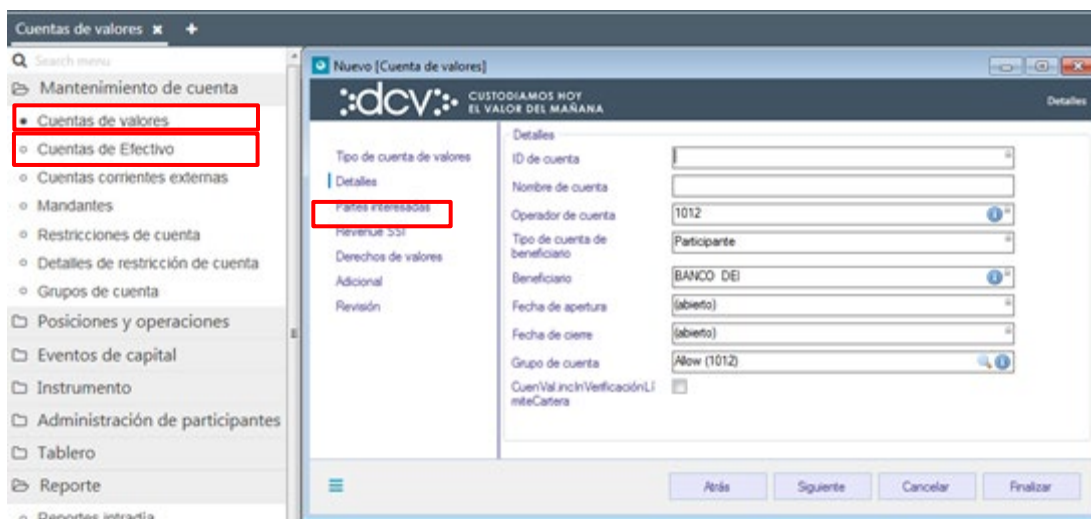 Cuentas de valores × +
Search menu
Mantenimiento de cuenta
Cuentas de valores
Cuentas de Efectivo
Cuentas corrientes externas
Mandantes
Restricciones de cuenta
Detalles de restricción de cuenta
Grupos de cuenta
Posiciones y operaciones
Eventos de capital
Instrumento
Administración de participantes
Tablero
Reporte
Reportes intradía
Nuevo [Cuenta de valores]
dcv
CUSTODIAMOS HOY
EL VALOR DEL MAÑANA
Detalles
Tipo de cuenta de valores
Detalles
Partes interesadas
Revenue SSI
Derechos de valores
Adicional
Revisión
Detalles
ID de cuenta
Nombre de cuenta
Operador de cuenta 1012
Tipo de cuenta de
beneficiario
Participante
Beneficiario BANCO DEI
Fecha de apertura (abierto)
Fecha de cierre (abierto)
Grupo de cuenta Allow (1012)
CuenVal.incInVerificaciónLí
miteCartera
Atrás Siguiente Cancelar Finalizar